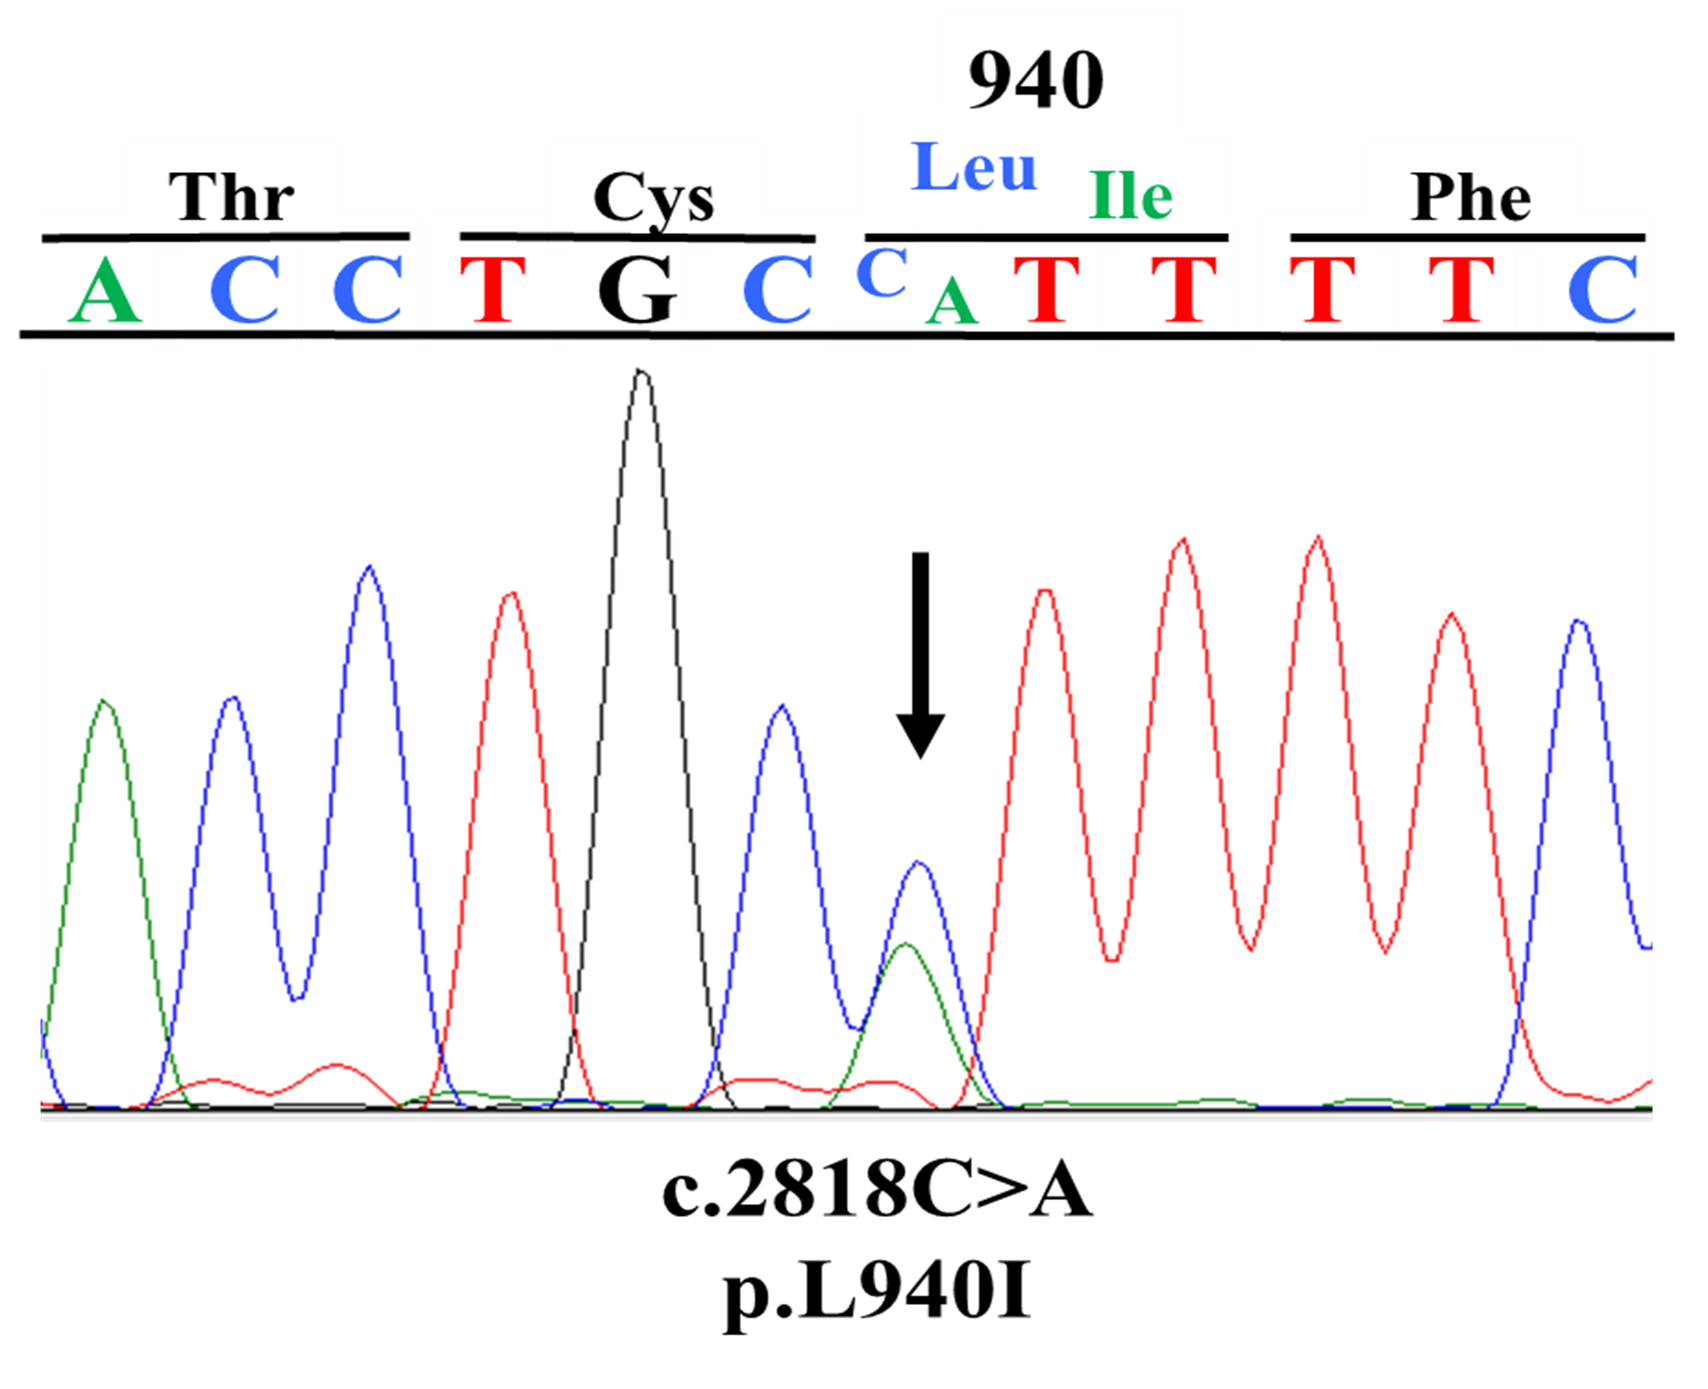 940
Thr Cys Leu Ile Phe
A C C T G C C A T T T T C
c.2818C>A
p.L940I